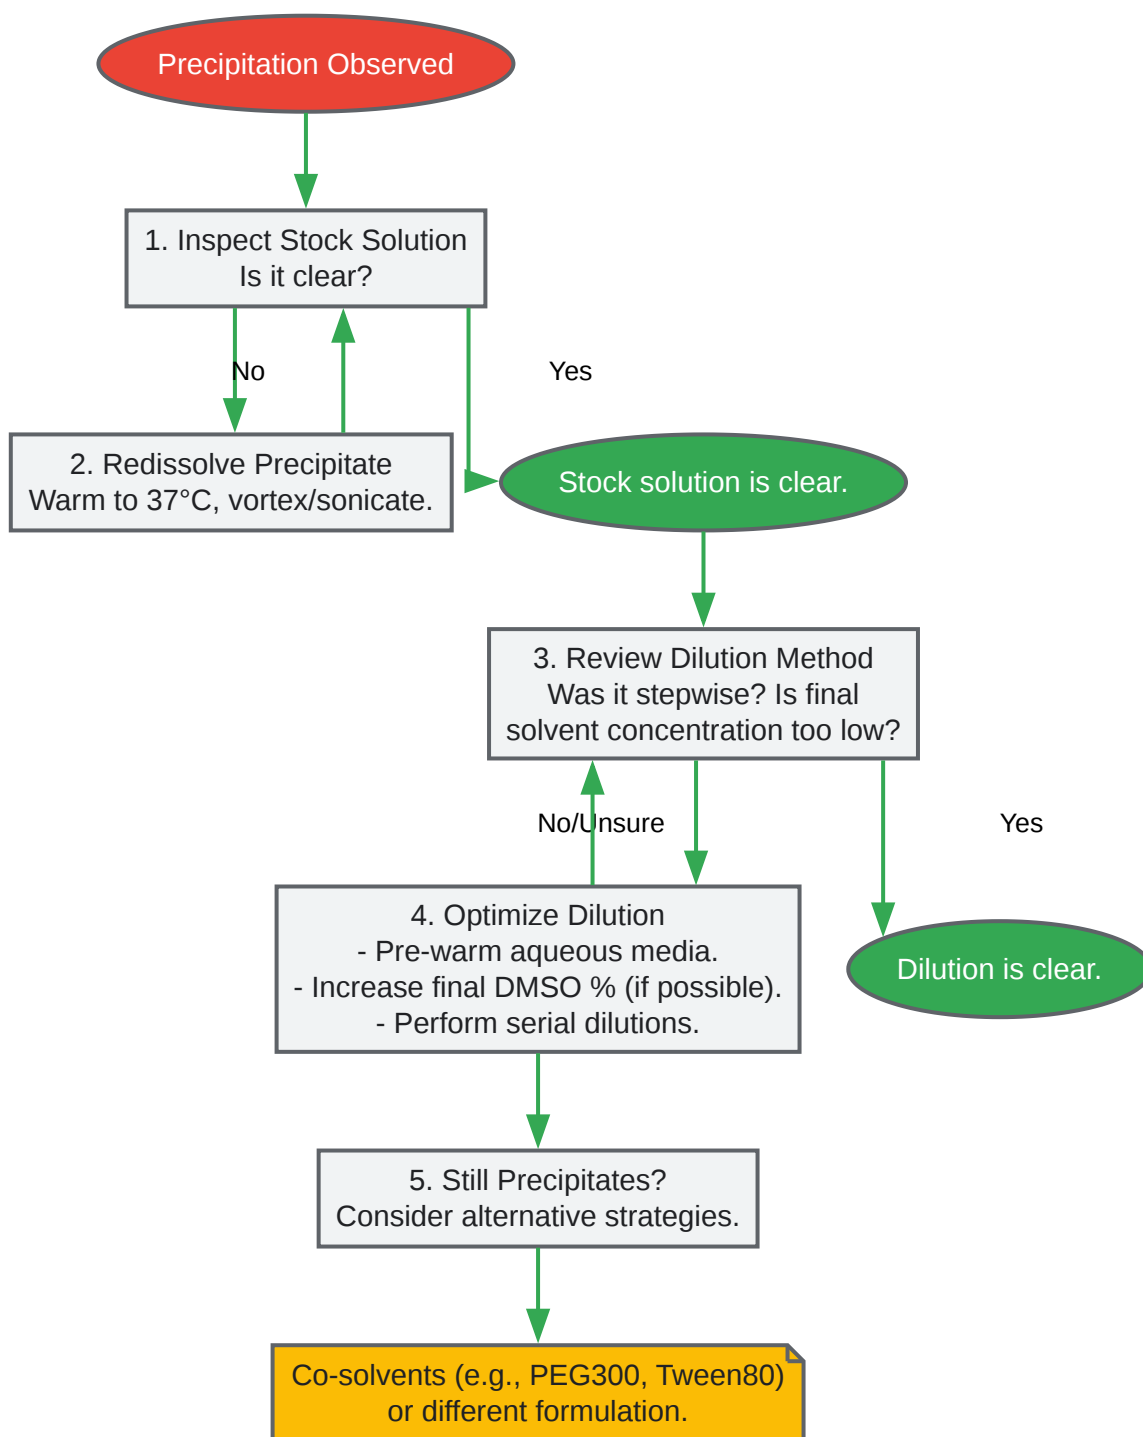 Precipitation Observed
1. Inspect Stock Solution
Is it clear?
No
Yes
2. Redissolve Precipitate
Warm to 37°C, vortex/sonicate.
Stock solution is clear.
3. Review Dilution Method
Was it stepwise? Is final
solvent concentration too low?
No/Unsure
Yes
4. Optimize Dilution
- Pre-warm aqueous media.
- Increase final DMSO % (if possible).
- Perform serial dilutions.
Dilution is clear.
5. Still Precipitates?
Consider alternative strategies.
Co-solvents (e.g., PEG300, Tween80)
or different formulation.